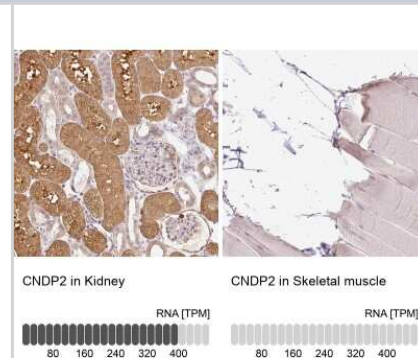 CNDP2 in Kidney
CNDP2 in Skeletal muscle
RNA [TPM]
RNA [TPM]
80 160 240 320 400
80 160 240 320 400